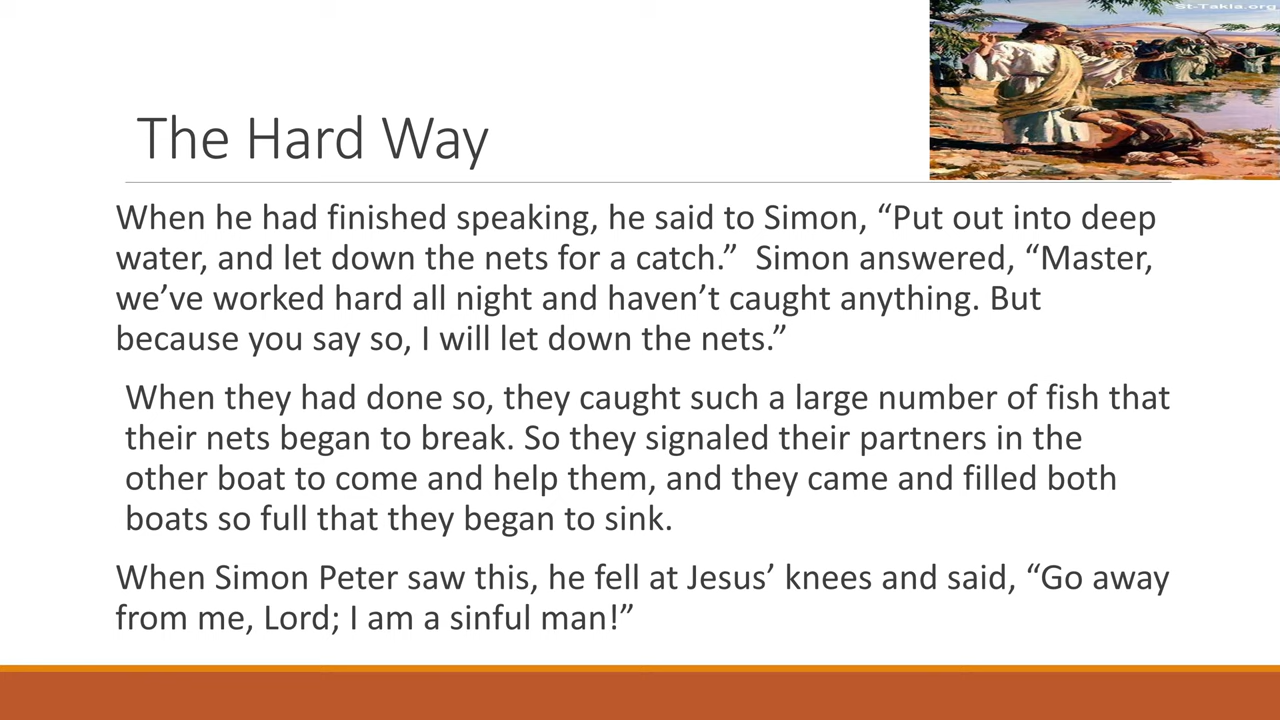 St-Takla.org
The Hard Way
When he had finished speaking, he said to Simon, “Put out into deep
water, and let down the nets for a catch.”  Simon answered, “Master,
we’ve worked hard all night and haven’t caught anything. But
because you say so, I will let down the nets.”
When they had done so, they caught such a large number of fish that
their nets began to break. So they signaled their partners in the
other boat to come and help them, and they came and filled both
boats so full that they began to sink.
When Simon Peter saw this, he fell at Jesus’ knees and said, “Go away
from me, Lord; I am a sinful man!”